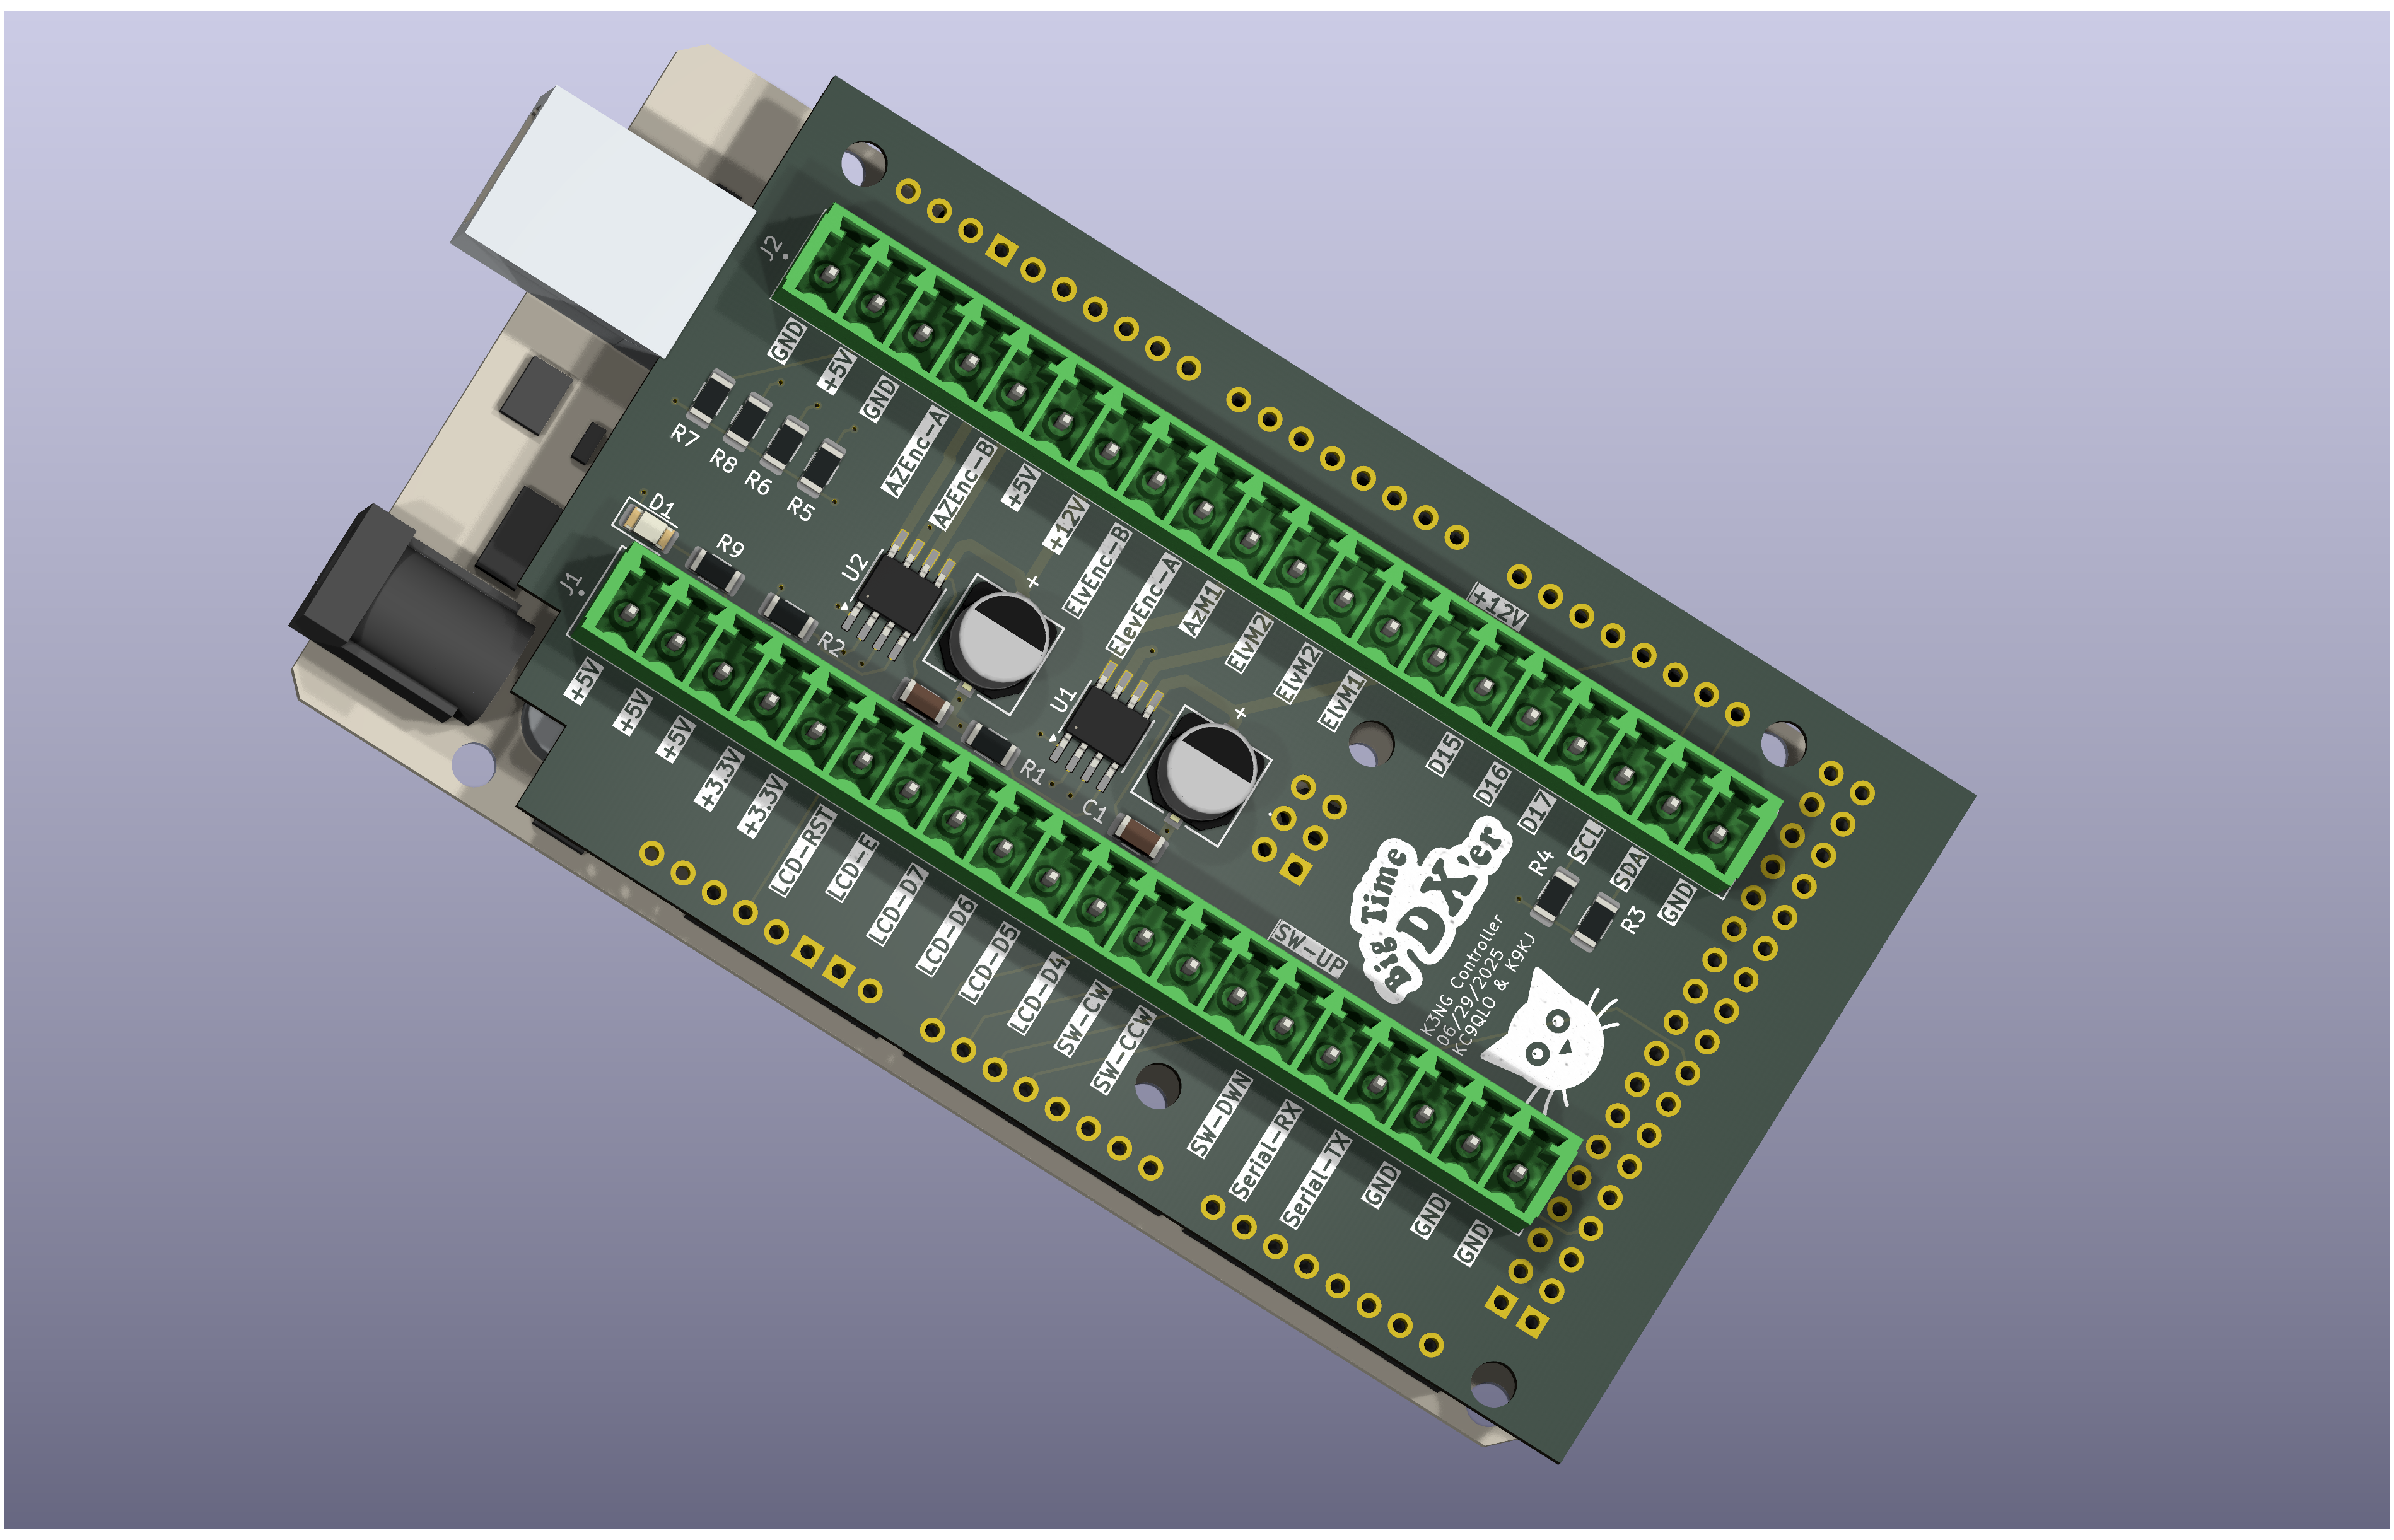 J2
GND
+5V
GND
AZEnc-A
AZEnc-B
+5V
+12V
ElvEnc-B
ElevEnc-A
AzM1
ElvM2
ElvM2
ElvM1
+12V
D15
D16
D17
SCL
SDA
GND
R7
R8
R6
R5
D1
R9
U2
+
R2
U1
+
R1
C1
R4
R3
Big Time
DX'er
K3NG Controller
06/29/2025
KC9QLO & K9KJ
SW-UP
J1
+5V
+5V
+5V
+3.3V
+3.3V
LCD-RST
LCD-E
LCD-D7
LCD-D6
LCD-D5
LCD-D4
SW-CW
SW-CCW
SW-DWN
Serial-RX
Serial-TX
GND
GND
GND